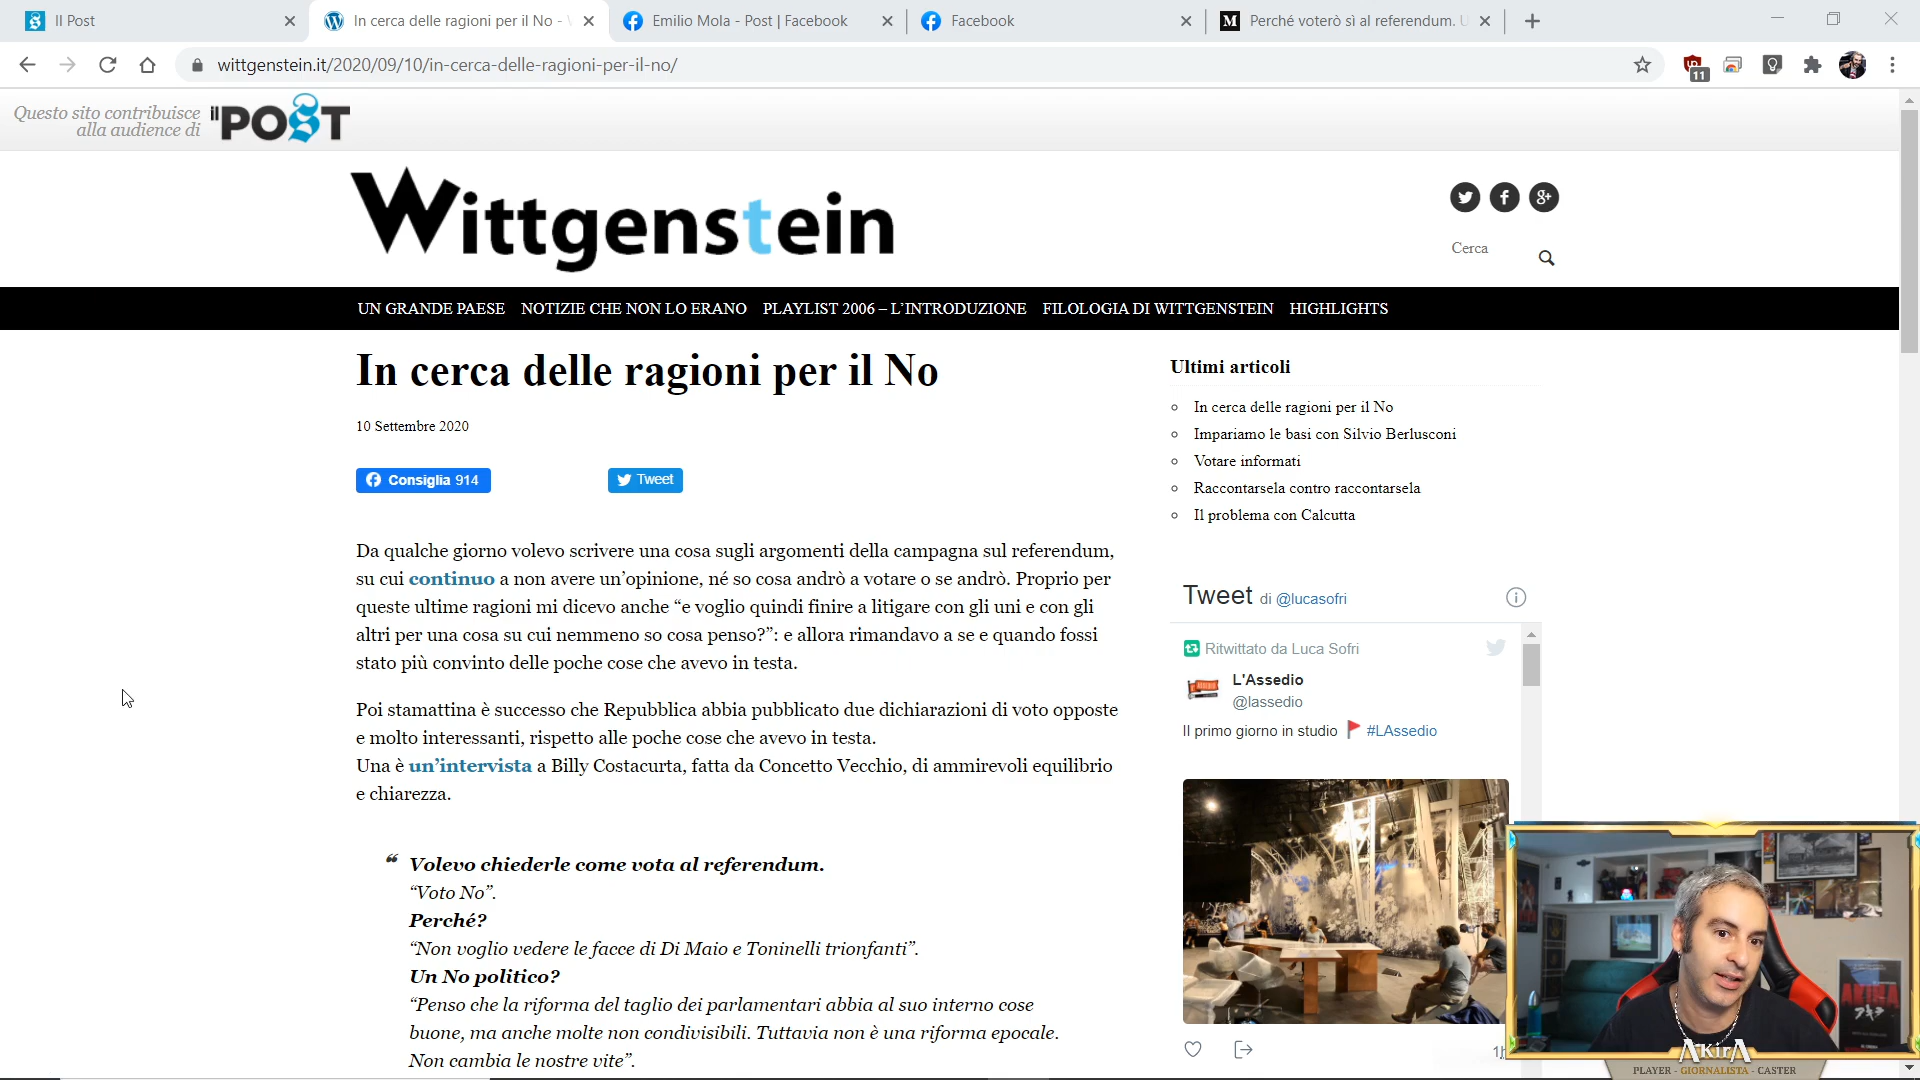 Il Post
In cerca delle ragioni per il No -
Emilio Mola - Post | Facebook
Facebook
M Perché voterò sì al referendum.
wittgenstein.it/2020/09/10/in-cerca-delle-ragioni-per-il-no/
11
Questo sito contribuisce
alla audience di
il POST
Wittgenstein
g+
Cerca
UN GRANDE PAESE NOTIZIE CHE NON LO ERANO PLAYLIST 2006 – L’INTRODUZIONE FILOLOGIA DI WITTGENSTEIN HIGHLIGHTS
In cerca delle ragioni per il No
10 Settembre 2020
Consiglia 914
Tweet
Da qualche giorno volevo scrivere una cosa sugli argomenti della campagna sul referendum,
su cui continuo a non avere un’opinione, né so cosa andrò a votare o se andrò. Proprio per
queste ultime ragioni mi dicevo anche “e voglio quindi finire a litigare con gli uni e con gli
altri per una cosa su cui nemmeno so cosa penso?”: e allora rimandavo a se e quando fossi
stato più convinto delle poche cose che avevo in testa.
Poi stamattina è successo che Repubblica abbia pubblicato due dichiarazioni di voto opposte
e molto interessanti, rispetto alle poche cose che avevo in testa.
Una è un’intervista a Billy Costacurta, fatta da Concetto Vecchio, di ammirevoli equilibrio
e chiarezza.
“ Volevo chiederle come vota al referendum.
“Voto No”.
Perché?
“Non voglio vedere le facce di Di Maio e Toninelli trionfanti”.
Un No politico?
“Penso che la riforma del taglio dei parlamentari abbia al suo interno cose
buone, ma anche molte non condivisibili. Tuttavia non è una riforma epocale.
Non cambia le nostre vite”.
Ultimi articoli
In cerca delle ragioni per il No
Impariamo le basi con Silvio Berlusconi
Votare informati
Raccontarsela contro raccontarsela
Il problema con Calcutta
Tweet di @lucasofri
Ritwittato da Luca Sofri
L'Assedio
@lassedio
Il primo giorno in studio #LAssedio
AKirA
PLAYER - GIORNALISTA - CASTER